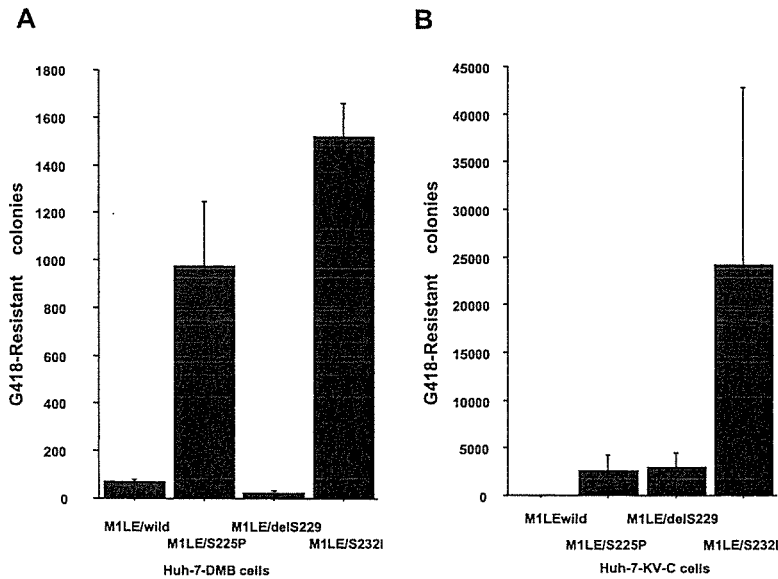 A
G418-Resistant colonies
1800
1600
1400
1200
1000
800
600
400
200
0
M1LE/wild
M1LE/S225P
M1LE/delS229
M1LE/S232I
Huh-7-DMB cells
B
G418-Resistant colonies
45000
40000
35000
30000
25000
20000
15000
10000
5000
0
M1LEwild
M1LE/S225P
M1LE/delS229
M1LE/S232I
Huh-7-KV-C cells